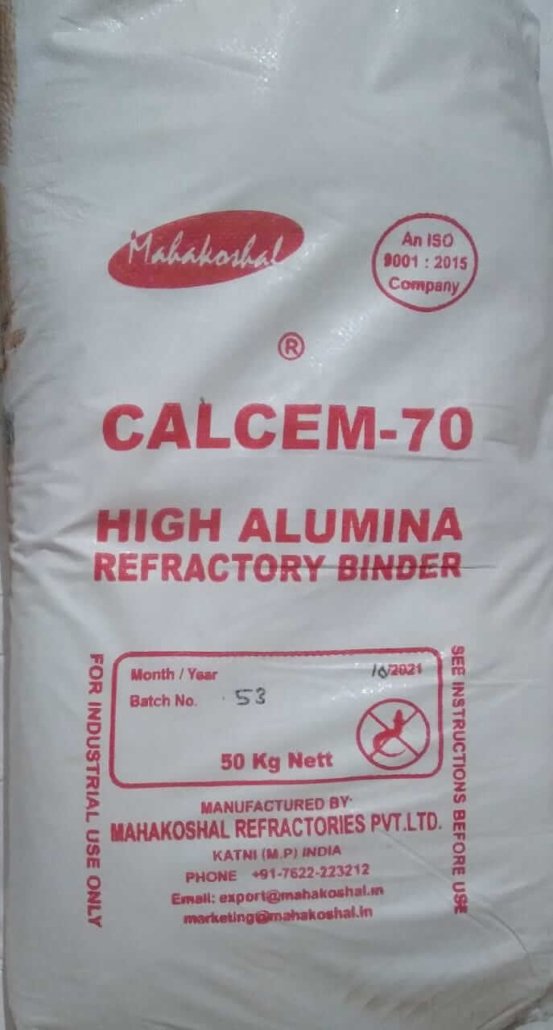 Mahakoshal
An ISO
9001 : 2015
Company
®
CALCEM-70
HIGH ALUMINA
REFRACTORY BINDER
FOR INDUSTRIAL USE ONLY
Month / Year 10/2021
Batch No. 53
50 Kg Nett
SEE INSTRUCTIONS BEFORE USE
MANUFACTURED BY:
MAHAKOSHAL REFRACTORIES PVT.LTD.
KATNI (M.P) INDIA
PHONE +91-7622-223212
Email: export@mahakoshal.in
marketing@mahakoshal.in